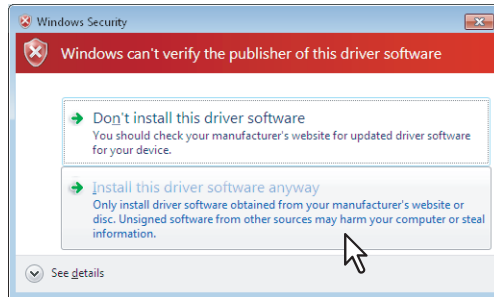 Windows Security
Windows can't verify the publisher of this driver software
Don't install this driver software
You should check your manufacturer's website for updated driver software
for your device.
Install this driver software anyway
Only install driver software obtained from your manufacturer's website or
disc. Unsigned software from other sources may harm your computer or steal
information.
See details